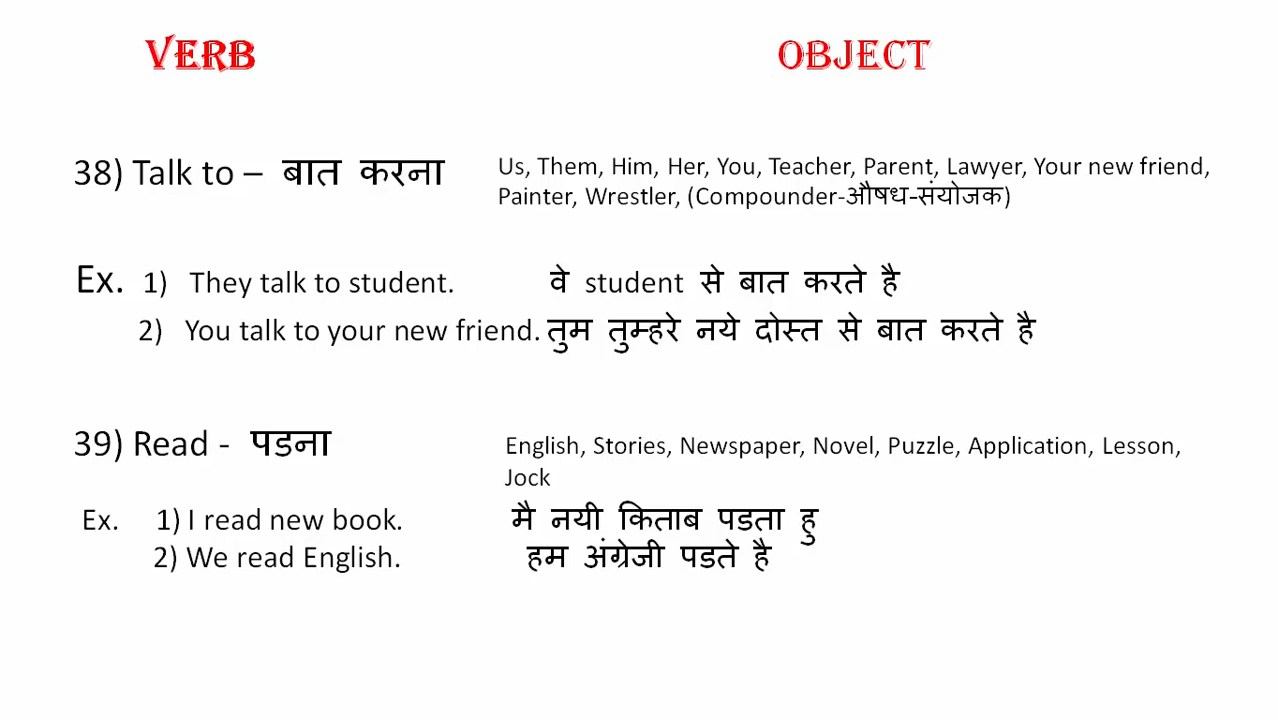 VERB OBJECT
38) Talk to – बात करना
Us, Them, Him, Her, You, Teacher, Parent, Lawyer, Your new friend,
Painter, Wrestler, (Compounder-औषध-संयोजक)
Ex. 1) They talk to student. वे student से बात करते है
2) You talk to your new friend. तुम तुम्हरे नये दोस्त से बात करते है
39) Read - पडना
English, Stories, Newspaper, Novel, Puzzle, Application, Lesson,
Jock
Ex. 1) I read new book. मै नयी किताब पडता हु
2) We read English. हम अंग्रेजी पडते है